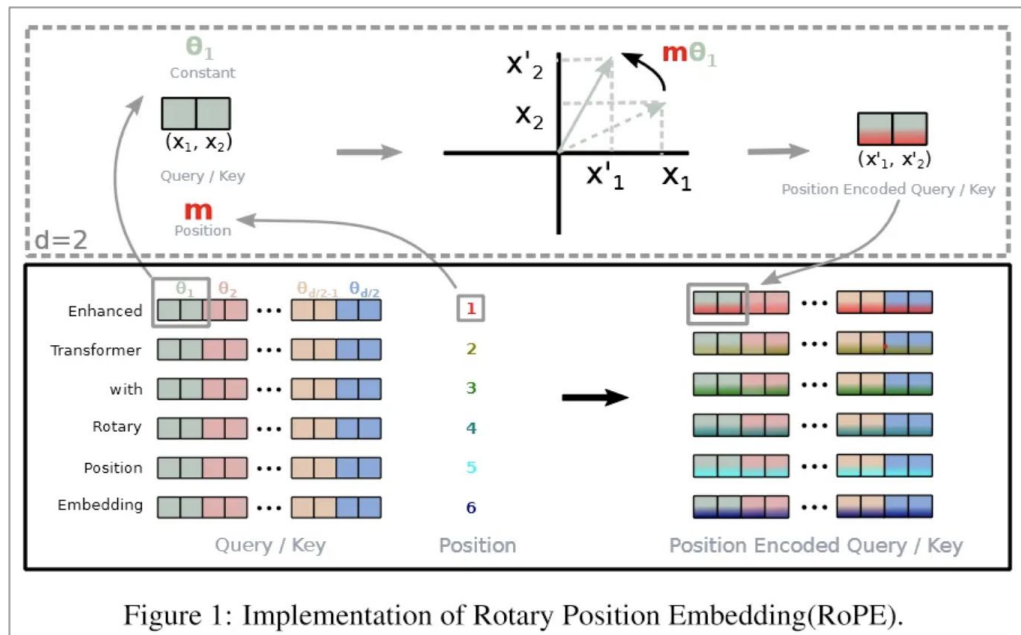 θ1
Constant
(x1, x2)
Query / Key
m
Position
d=2
x'2
x2
x'1 x1
mθ1
(x'1, x'2)
Position Encoded Query / Key
θ1 θ2 θd/2-1 θd/2
Enhanced ••• 1 •••
Transformer ••• 2 •••
with ••• 3 •••
Rotary ••• 4 •••
Position ••• 5 •••
Embedding ••• 6 •••
Query / Key Position Position Encoded Query / Key
Figure 1: Implementation of Rotary Position Embedding(RoPE).